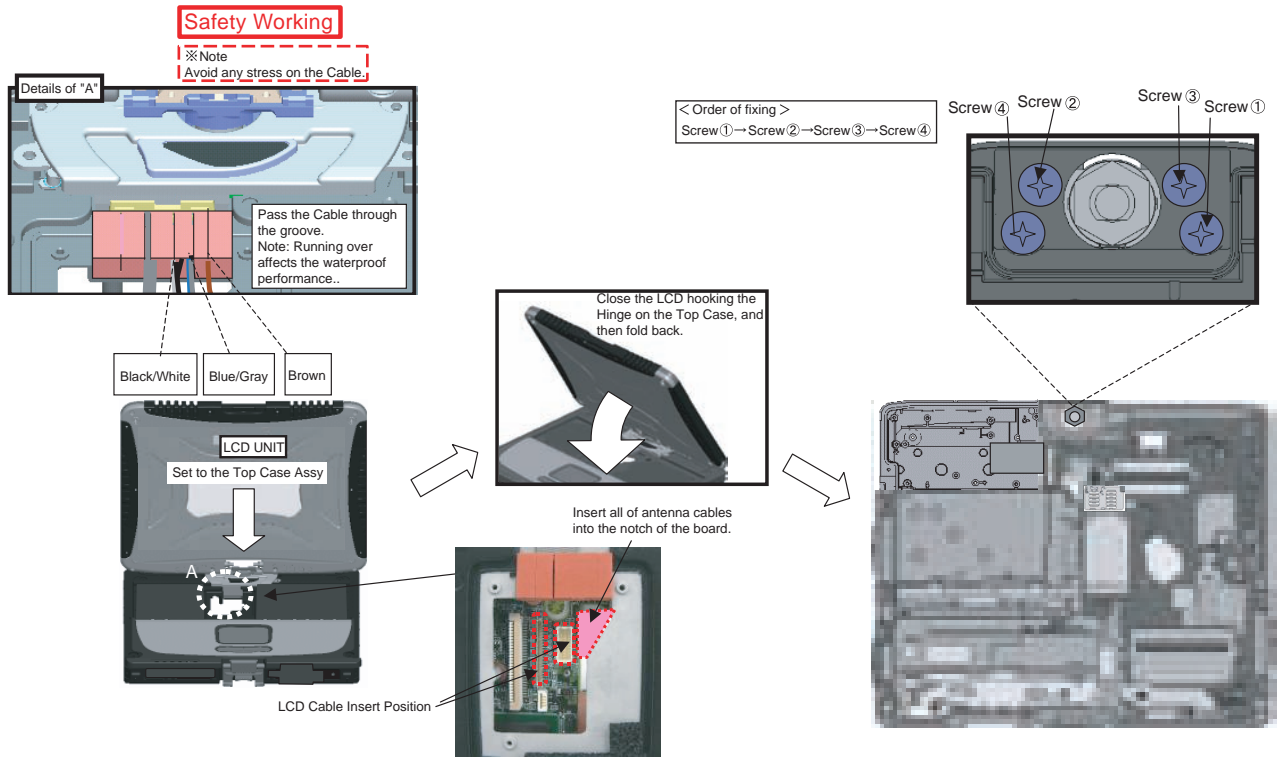 Safety Working
※Note
Avoid any stress on the Cable.
Details of "A"
Pass the Cable through
the groove.
Note: Running over
affects the waterproof
performance..
Black/White
Blue/Gray
Brown
LCD UNIT
Set to the Top Case Assy
A
Close the LCD hooking the
Hinge on the Top Case, and
then fold back.
Insert all of antenna cables
into the notch of the board.
LCD Cable Insert Position
< Order of fixing >
Screw①→Screw②→Screw③→Screw④
Screw④
Screw②
Screw③
Screw①